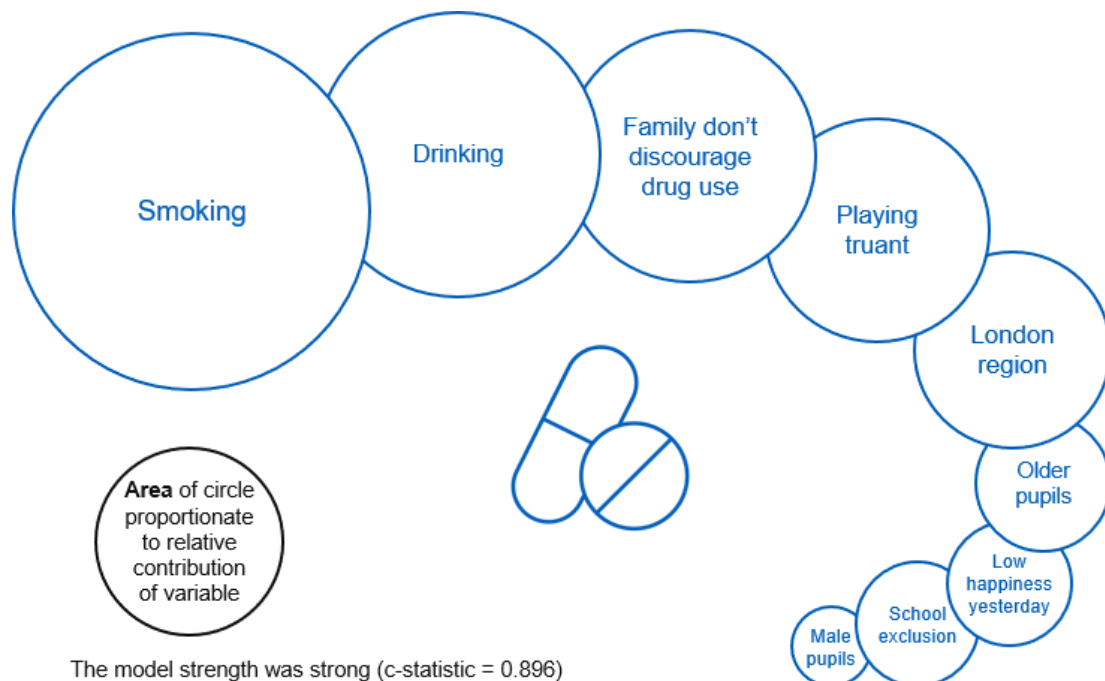 Smoking
Drinking
Family don’t
discourage
drug use
Playing
truant
London
region
Older
pupils
Low
happiness
yesterday
School
exclusion
Male
pupils
Area of circle
proportionate
to relative
contribution
of variable
The model strength was strong (c-statistic = 0.896)